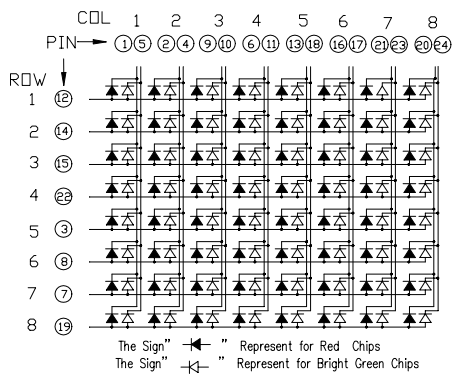 COL 1 2 3 4 5 6 7 8
PIN 1 5 2 4 9 10 6 11 13 18 16 17 21 23 20 24
ROW
1 12
2 14
3 15
4 22
5 3
6 8
7 7
8 19
The Sign" " Represent for Red Chips
The Sign" " Represent for Bright Green Chips